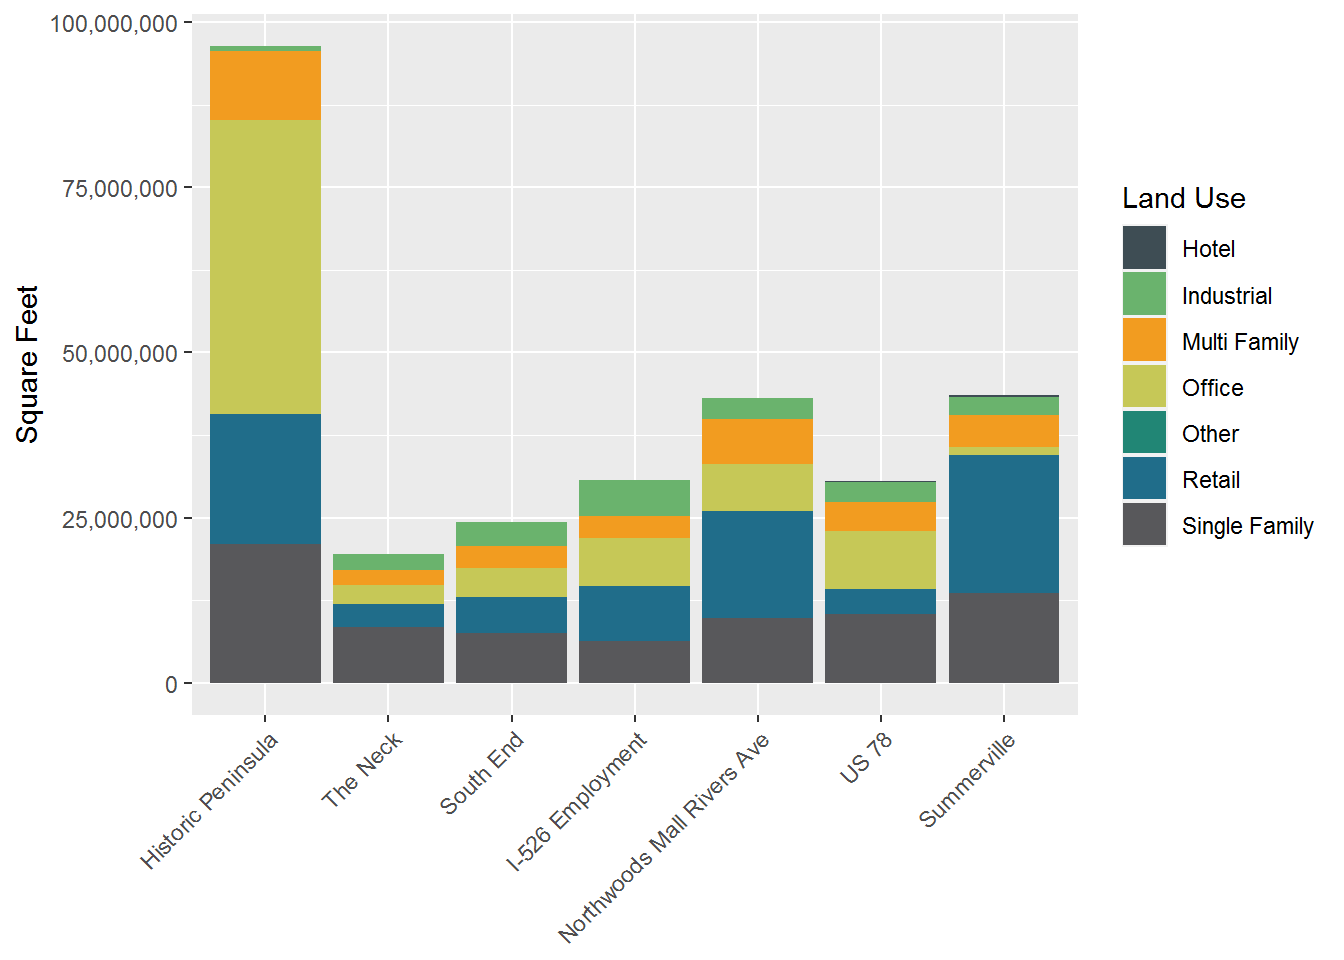 100,000,000
75,000,000
50,000,000
25,000,000
0
Square Feet
Historic Peninsula
The Neck
South End
I-526 Employment
Northwoods Mall Rivers Ave
US 78
Summerville
Land Use
Hotel
Industrial
Multi Family
Office
Other
Retail
Single Family